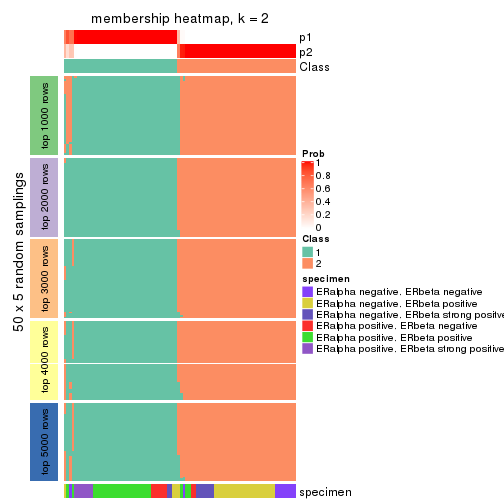 membership heatmap, k = 2
p1
p2
Class
50 x 5 random samplings
top 1000 rows
top 2000 rows
top 3000 rows
top 4000 rows
top 5000 rows
Prob
1
0.8
0.6
0.4
0.2
0
Class
1
2
specimen
ERalpha negative. ERbeta negative
ERalpha negative. ERbeta positive
ERalpha negative. ERbeta strong positive
ERalpha positive. ERbeta negative
ERalpha positive. ERbeta positive
ERalpha positive. ERbeta strong positive
specimen